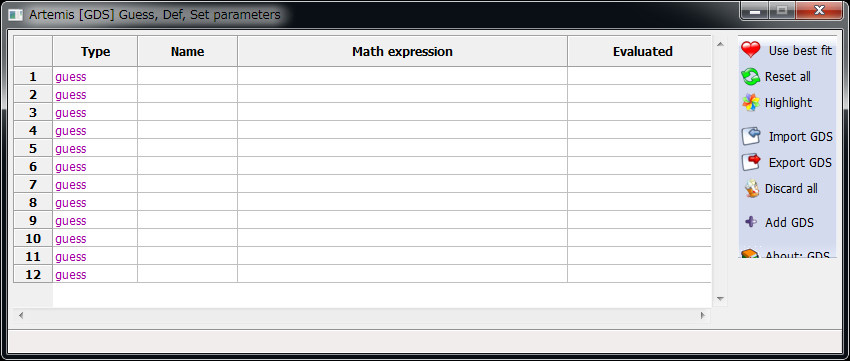 Artemis [GDS] Guess, Def, Set parameters
Type Name Math expression Evaluated
1 guess
2 guess
3 guess
4 guess
5 guess
6 guess
7 guess
8 guess
9 guess
10 guess
11 guess
12 guess
Use best fit
Reset all
Highlight
Import GDS
Export GDS
Discard all
Add GDS
About: GDS